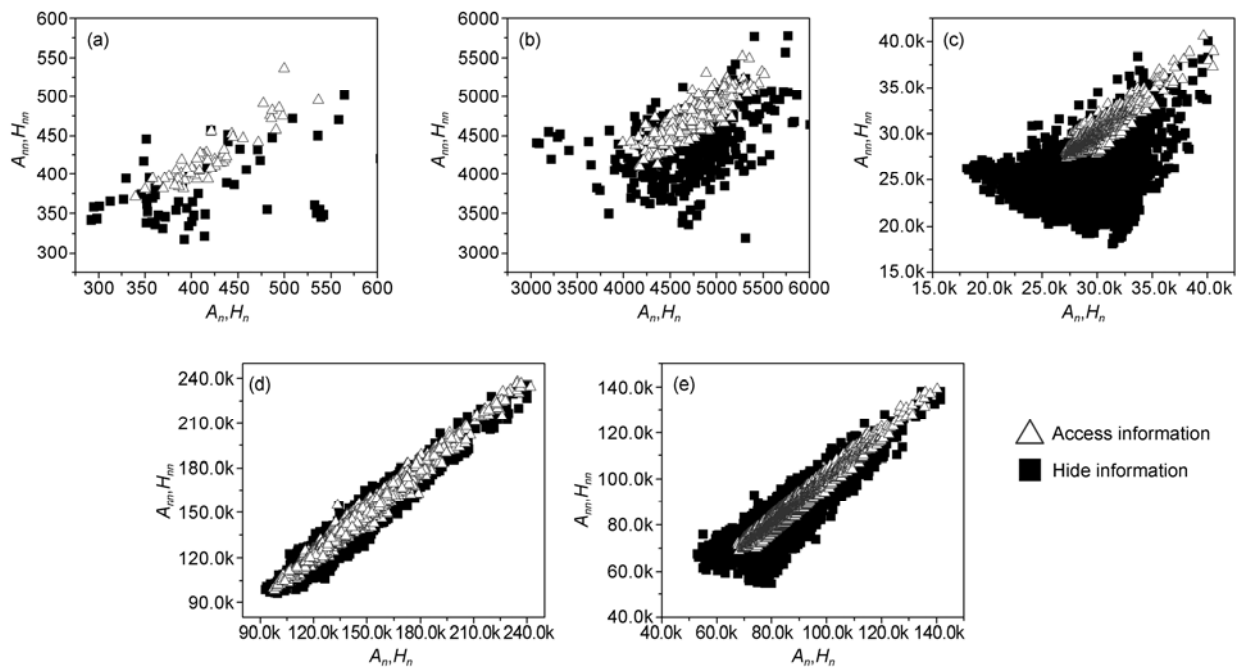 (a)
600
550
500
450
400
350
300
A_nn, H_nn
300 350 400 450 500 550 600
A_n, H_n
(b)
6000
5000
4000
3000
A_nn, H_nn
3000 3500 4000 4500 5000 5500 6000
A_n, H_n
(c)
40.0k
35.0k
30.0k
25.0k
20.0k
15.0k
A_nn, H_nn
15.0k 20.0k 25.0k 30.0k 35.0k 40.0k
A_n, H_n
(d)
240.0k
210.0k
180.0k
150.0k
120.0k
90.0k
A_nn, H_nn
90.0k 120.0k 150.0k 180.0k 210.0k 240.0k
A_n, H_n
(e)
140.0k
120.0k
100.0k
80.0k
60.0k
40.0k
A_nn, H_nn
40.0k 60.0k 80.0k 100.0k 120.0k 140.0k
A_n, H_n
Access information
Hide information